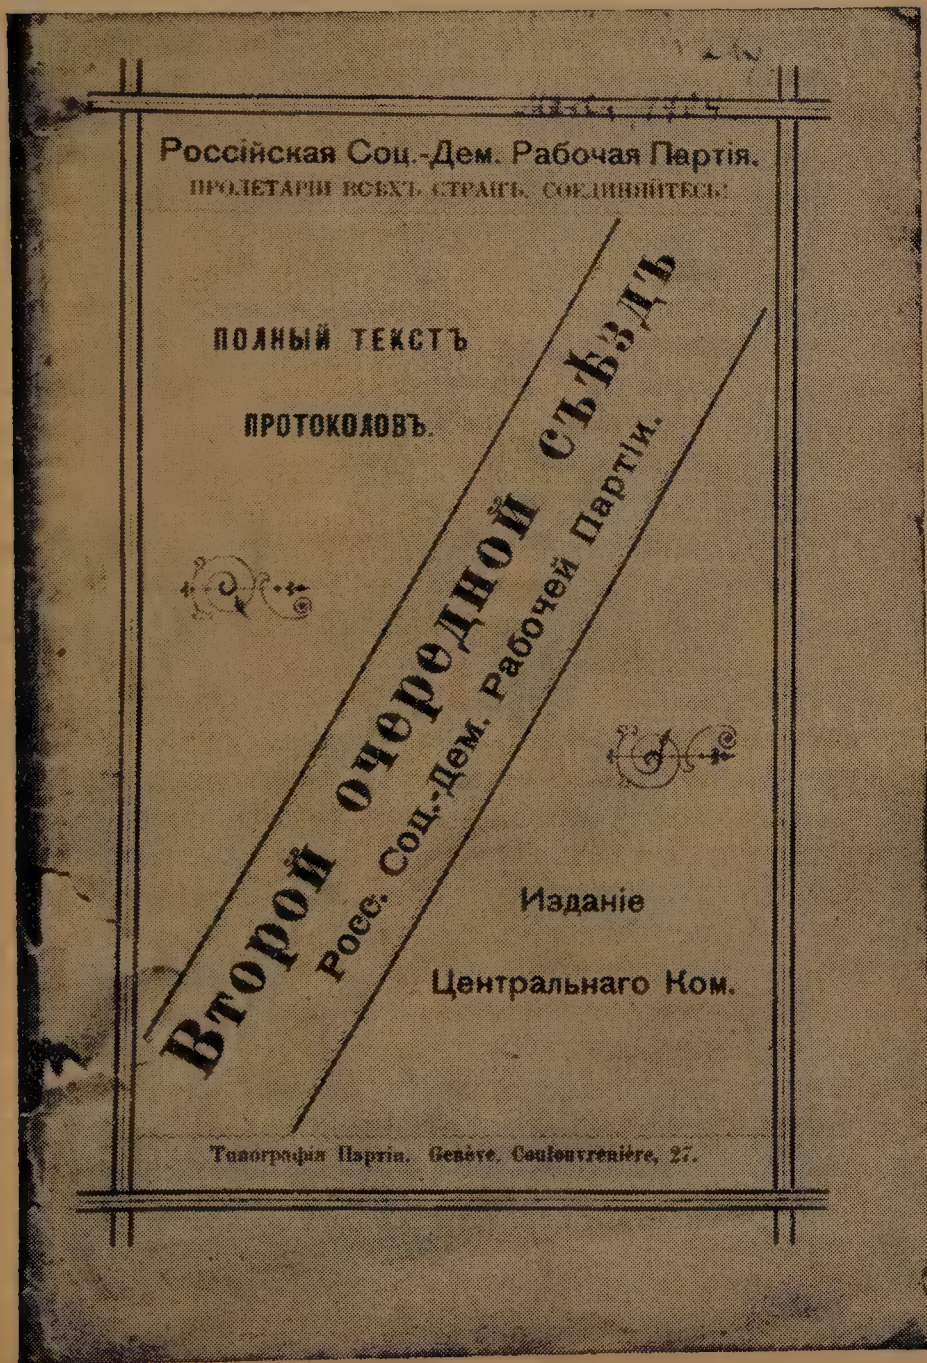 Россійская Соц.-Дем. Рабочая Партія.
ПРОЛЕТАРІИ ВСѢХЪ СТРАНЪ, СОЕДИНЯЙТЕСЬ!
ПОЛНЫЙ ТЕКСТЪ
ПРОТОКОЛОВЪ.
Второй очередной съѣздъ
Росс. Соц.-Дем. Рабочей Партіи.
Изданіе
Центральнаго Ком.
Типографія Партіи. Genève, Coulouvrenière, 27.